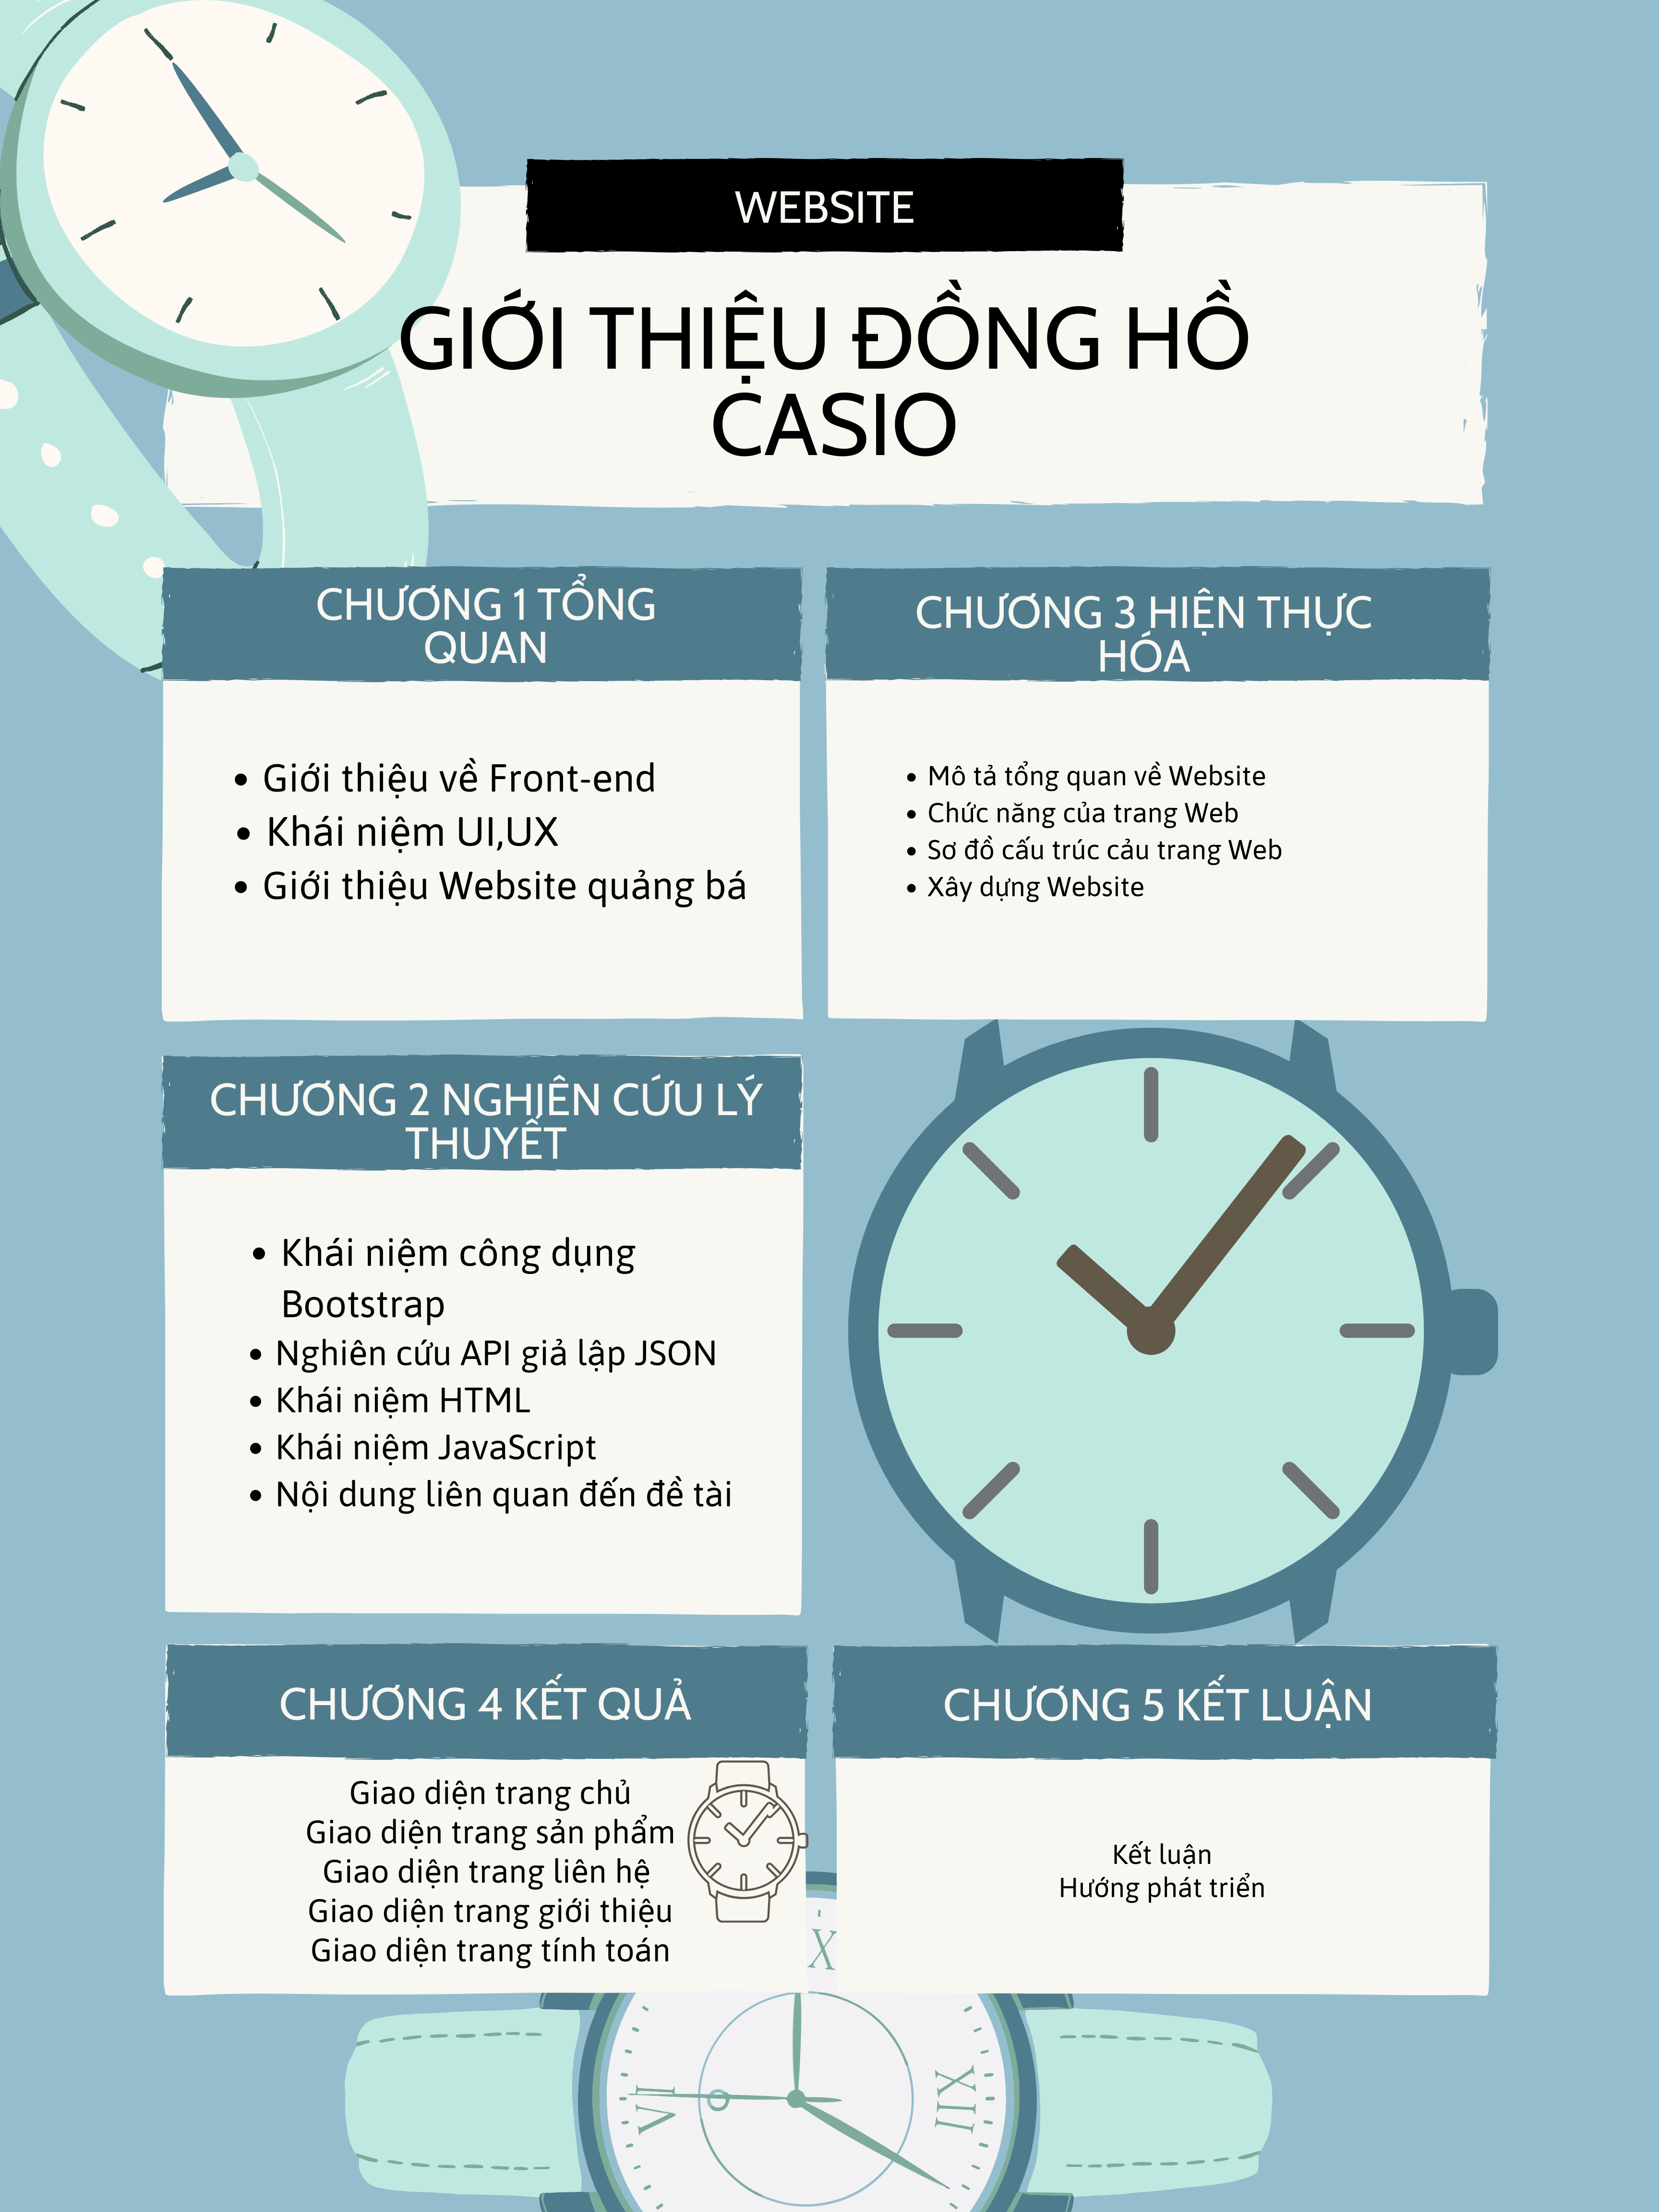 WEBSITE
GIỚI THIỆU ĐỒNG HỒ
CASIO
CHƯƠNG 1 TỔNG
QUAN
• Giới thiệu về Front-end
• Khái niệm UI,UX
• Giới thiệu Website quảng bá
CHƯƠNG 3 HIỆN THỰC
HÓA
• Mô tả tổng quan về Website
• Chức năng của trang Web
• Sơ đồ cấu trúc cảu trang Web
• Xây dựng Website
CHƯƠNG 2 NGHIÊN CỨU LÝ
THUYẾT
• Khái niệm công dụng
Bootstrap
• Nghiên cứu API giả lập JSON
• Khái niệm HTML
• Khái niệm JavaScript
• Nội dung liên quan đến đề tài
CHƯƠNG 4 KẾT QUẢ
Giao diện trang chủ
Giao diện trang sản phẩm
Giao diện trang liên hệ
Giao diện trang giới thiệu
Giao diện trang tính toán
CHƯƠNG 5 KẾT LUẬN
Kết luận
Hướng phát triển
XII